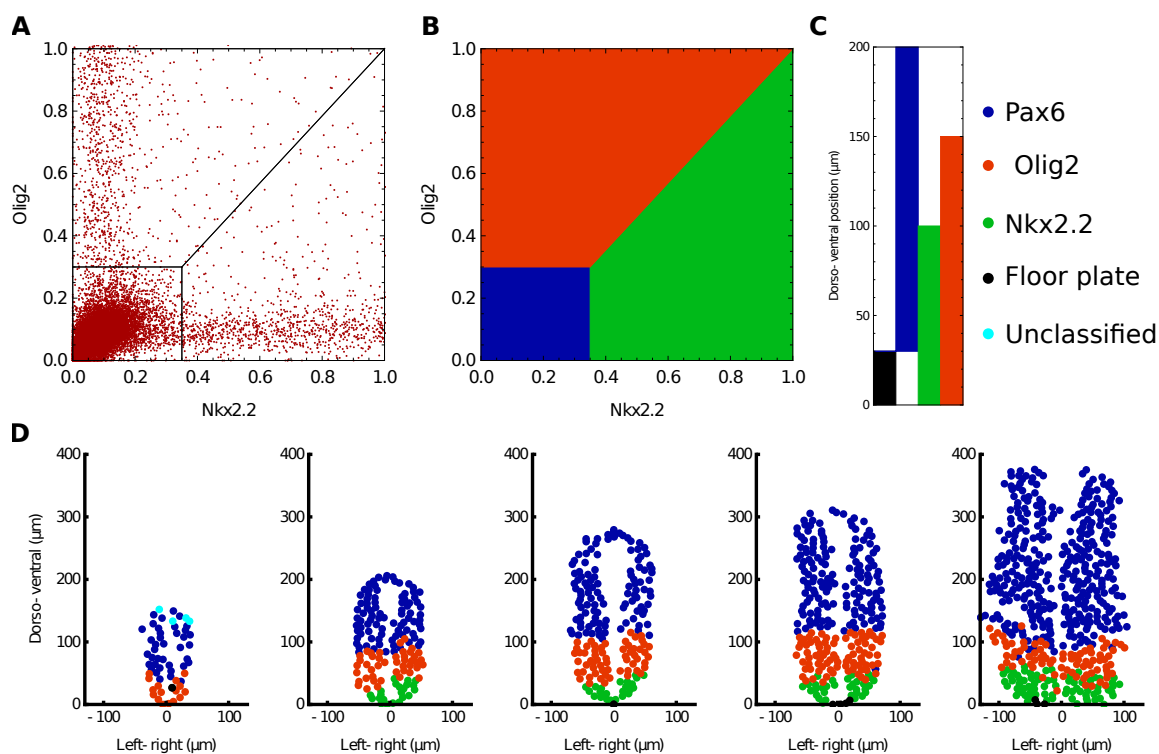 A
B
C
1.0
0.8
0.6
0.4
0.2
0.0
Olig2
0.0 0.2 0.4 0.6 0.8 1.0
Nkx2.2
1.0
0.8
0.6
0.4
0.2
0.0
Olig2
0.0 0.2 0.4 0.6 0.8 1.0
Nkx2.2
200
150
100
50
0
Dorso- ventral position (µm)
Pax6
Olig2
Nkx2.2
Floor plate
Unclassified
D
400
300
200
100
0
Dorso- ventral (µm)
- 100 0 100
Left- right (µm)
400
300
200
100
0
- 100 0 100
Left- right (µm)
400
300
200
100
0
- 100 0 100
Left- right (µm)
400
300
200
100
0
- 100 0 100
Left- right (µm)
400
300
200
100
0
- 100 0 100
Left- right (µm)